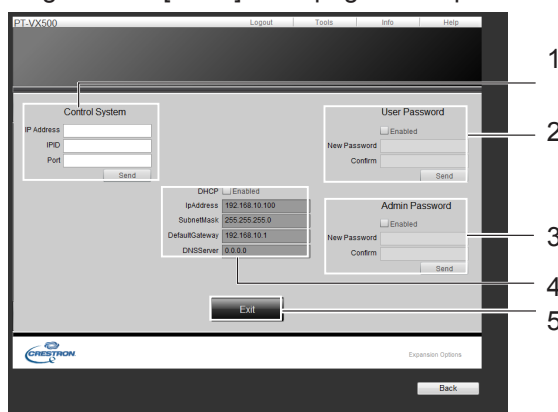 PT-VX500
Logout Tools Info Help
1
Control System
IP Address
IPID
Port
Send
User Password
Enabled
New Password
Confirm
Send
2
DHCP Enabled
IpAddress 192.168.10.100
SubnetMask 255.255.255.0
DefaultGateway 192.168.10.1
DNSServer 0.0.0.0
Admin Password
Enabled
New Password
Confirm
Send
3
4
Exit
5
CRESTRON
Expansion Options
Back